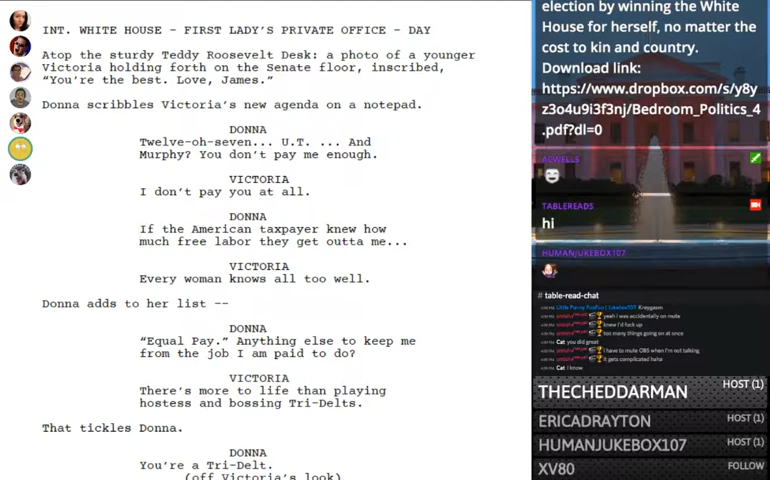 INT. WHITE HOUSE - FIRST LADY'S PRIVATE OFFICE - DAY
Atop the sturdy Teddy Roosevelt Desk: a photo of a younger
Victoria holding forth on the Senate floor, inscribed,
“You're the best. Love, James.”
Donna scribbles Victoria's new agenda on a notepad.
DONNA
Twelve-oh-seven... U.T. ... And
Murphy? You don't pay me enough.
VICTORIA
I don't pay you at all.
DONNA
If the American taxpayer knew how
much free labor they get outta me...
VICTORIA
Every woman knows all too well.
Donna adds to her list --
DONNA
“Equal Pay.” Anything else to keep me
from the job I am paid to do?
VICTORIA
There's more to life than playing
hostess and bossing Tri-Delts.
That tickles Donna.
DONNA
You're a Tri-Delt.
(off Victoria's look)
election by winning the White
House for herself, no matter the
cost to kin and country.
Download link:
https://www.dropbox.com/s/y8y
z3o4u9i3f3nj/Bedroom_Politics_4
.pdf?dl=0
ACWELLS
TABLEREADS
hi
HUMANJUKEBOX107
# table-read-chat
yeah I was accidentally on mute
knew I'd fuck up
too many things going on at once
Cat you did great
I have to mute OBS when I'm not talking
It gets complicated haha
Cat I know
THECHEDDARMAN HOST (1)
ERICADRAYTON HOST (1)
HUMANJUKEBOX107 HOST (1)
XV80 FOLLOW